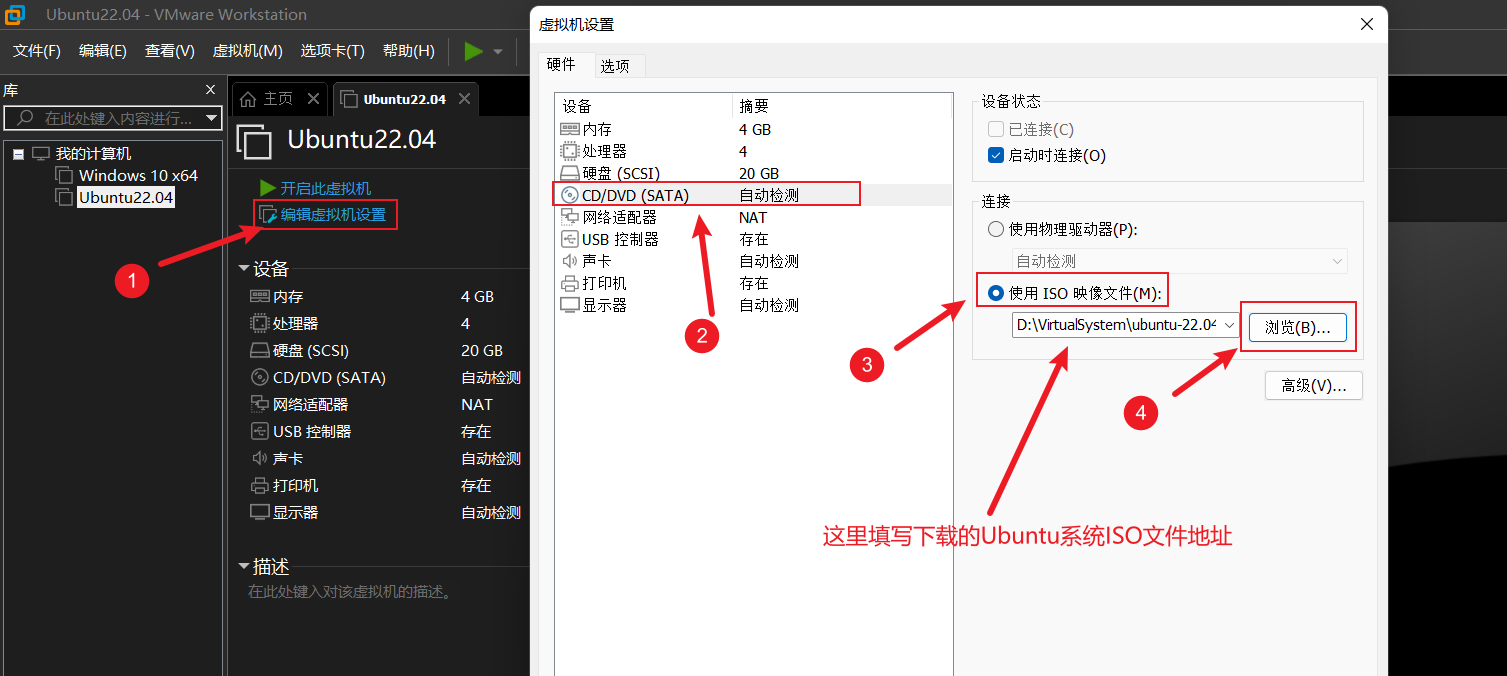 Ubuntu22.04 - VMware Workstation
文件(F) 编辑(E) 查看(V) 虚拟机(M) 选项卡(T) 帮助(H)
库
在此处键入内容进行...
我的计算机
Windows 10 x64
Ubuntu22.04
主页 Ubuntu22.04
Ubuntu22.04
开启此虚拟机
编辑虚拟机设置
1
设备
内存 4 GB
处理器 4
硬盘 (SCSI) 20 GB
CD/DVD (SATA) 自动检测
网络适配器 NAT
USB 控制器 存在
声卡 自动检测
打印机 存在
显示器 自动检测
描述
在此处键入对该虚拟机的描述。
虚拟机设置
硬件 选项
设备 摘要
内存 4 GB
处理器 4
硬盘 (SCSI) 20 GB
CD/DVD (SATA) 自动检测
网络适配器 NAT
USB 控制器 存在
声卡 自动检测
打印机 存在
显示器 自动检测
2
设备状态
已连接(C)
启动时连接(O)
连接
使用物理驱动器(P):
自动检测
使用 ISO 映像文件(M):
D:\VirtualSystem\ubuntu-22.04 浏览(B)...
3
高级(V)...
4
这里填写下载的Ubuntu系统ISO文件地址